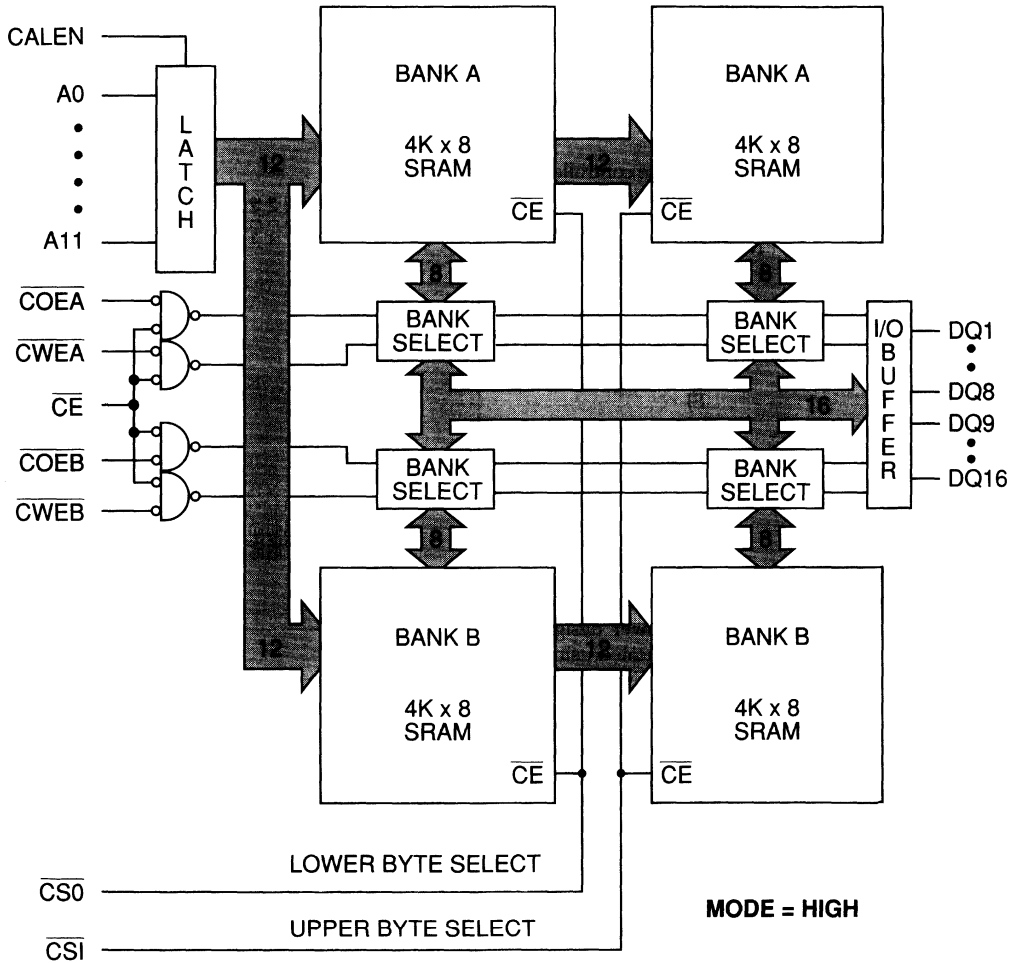 CALEN
A0
A11
LATCH
BANK A
4K x 8
SRAM
CE
BANK A
4K x 8
SRAM
CE
12
12
8
8
COEA
CWEA
CE
COEB
CWEB
BANK
SELECT
BANK
SELECT
16
BANK
SELECT
BANK
SELECT
I/O
BUFFER
DQ1
DQ8
DQ9
DQ16
8
8
12
12
BANK B
4K x 8
SRAM
CE
BANK B
4K x 8
SRAM
CE
LOWER BYTE SELECT
CS0
UPPER BYTE SELECT
CSI
MODE = HIGH